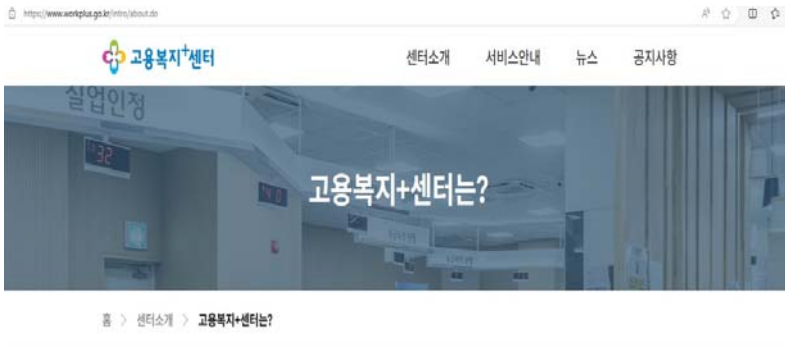 https://www.workplus.go.kr/intro/about.do
고용복지+센터
센터소개 서비스안내 뉴스 공지사항
실업인정
32
고용복지+센터는?
홈 > 센터소개 > 고용복지+센터는?